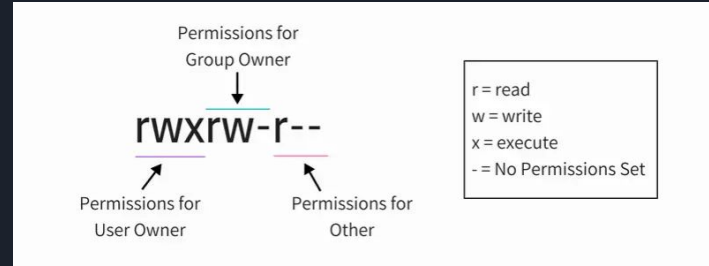 Permissions for
Group Owner
rwxrw-r--
Permissions for
User Owner
Permissions for
Other
r = read
w = write
x = execute
- = No Permissions Set